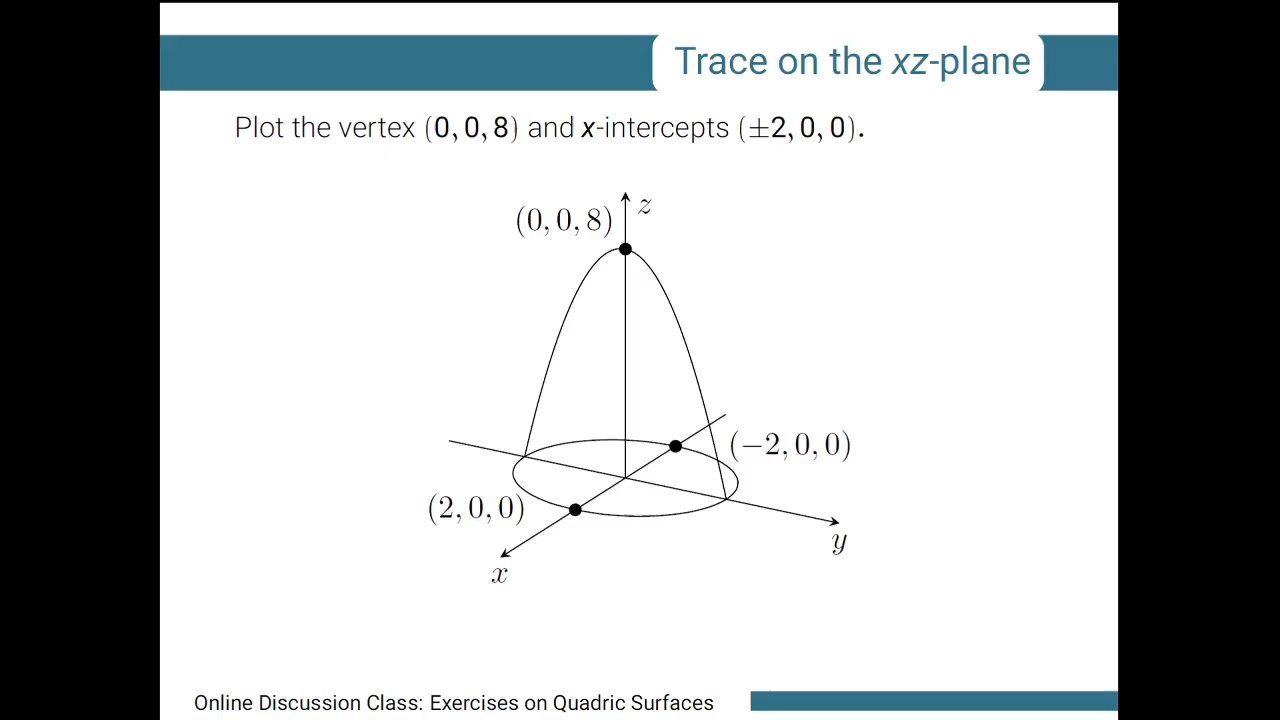 Trace on the xz-plane
Plot the vertex (0, 0, 8) and x-intercepts (±2, 0, 0).
z
(0, 0, 8)
(−2, 0, 0)
(2, 0, 0)
y
x
Online Discussion Class: Exercises on Quadric Surfaces